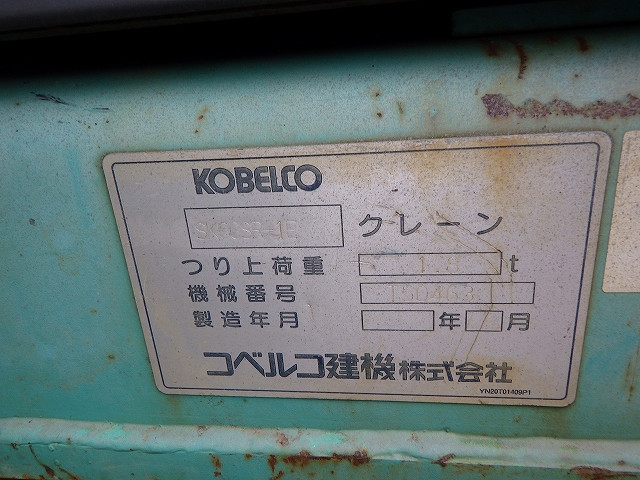 KOBELCO
クレーン
つり上荷重 t
機械番号
製造年月 年 月
コベルコ建機株式会社
YN20T01409P1